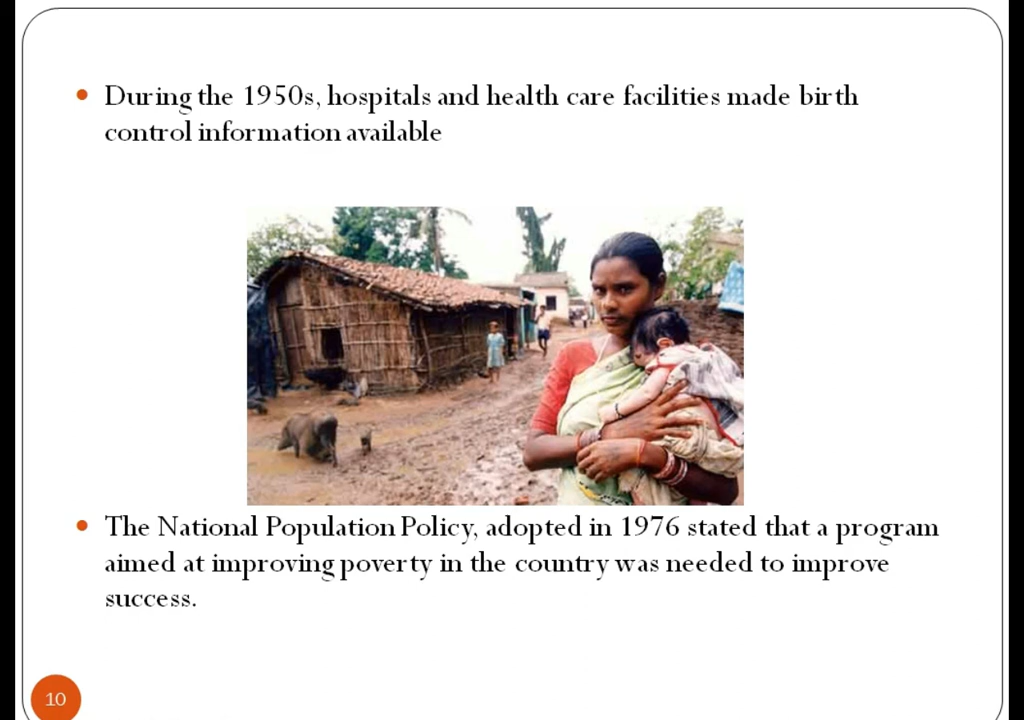 During the 1950s, hospitals and health care facilities made birth
control information available
The National Population Policy, adopted in 1976 stated that a program
aimed at improving poverty in the country was needed to improve
success.
10